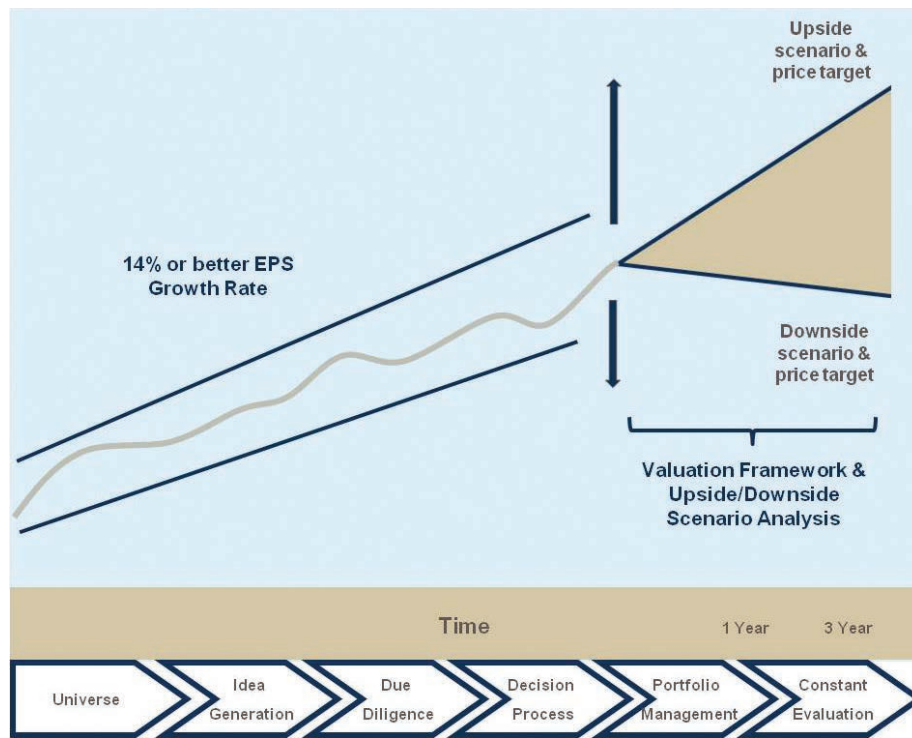 Upside
scenario &
price target
14% or better EPS
Growth Rate
Downside
scenario &
price target
Valuation Framework &
Upside/Downside
Scenario Analysis
Time
1 Year
3 Year
Universe
Idea
Generation
Due
Diligence
Decision
Process
Portfolio
Management
Constant
Evaluation